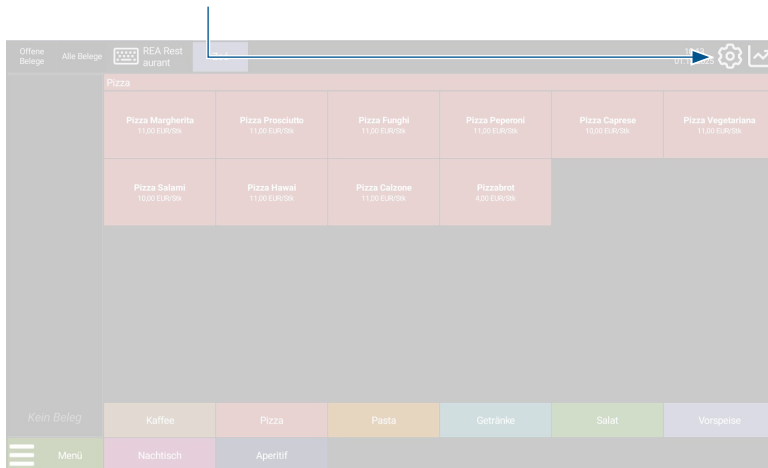 Offene
Belege
Alle Belege
REA Rest
aurant
Pizza
Pizza Margherita
11,00 EUR/Stk
Pizza Prosciutto
11,00 EUR/Stk
Pizza Funghi
11,00 EUR/Stk
Pizza Peperoni
11,00 EUR/Stk
Pizza Caprese
10,00 EUR/Stk
Pizza Vegetariana
11,00 EUR/Stk
Pizza Salami
10,00 EUR/Stk
Pizza Hawai
11,00 EUR/Stk
Pizza Calzone
11,00 EUR/Stk
Pizzabrot
4,00 EUR/Stk
Kein Beleg
Kaffee
Pizza
Pasta
Getränke
Salat
Vorspeise
Menü
Nachtisch
Aperitif